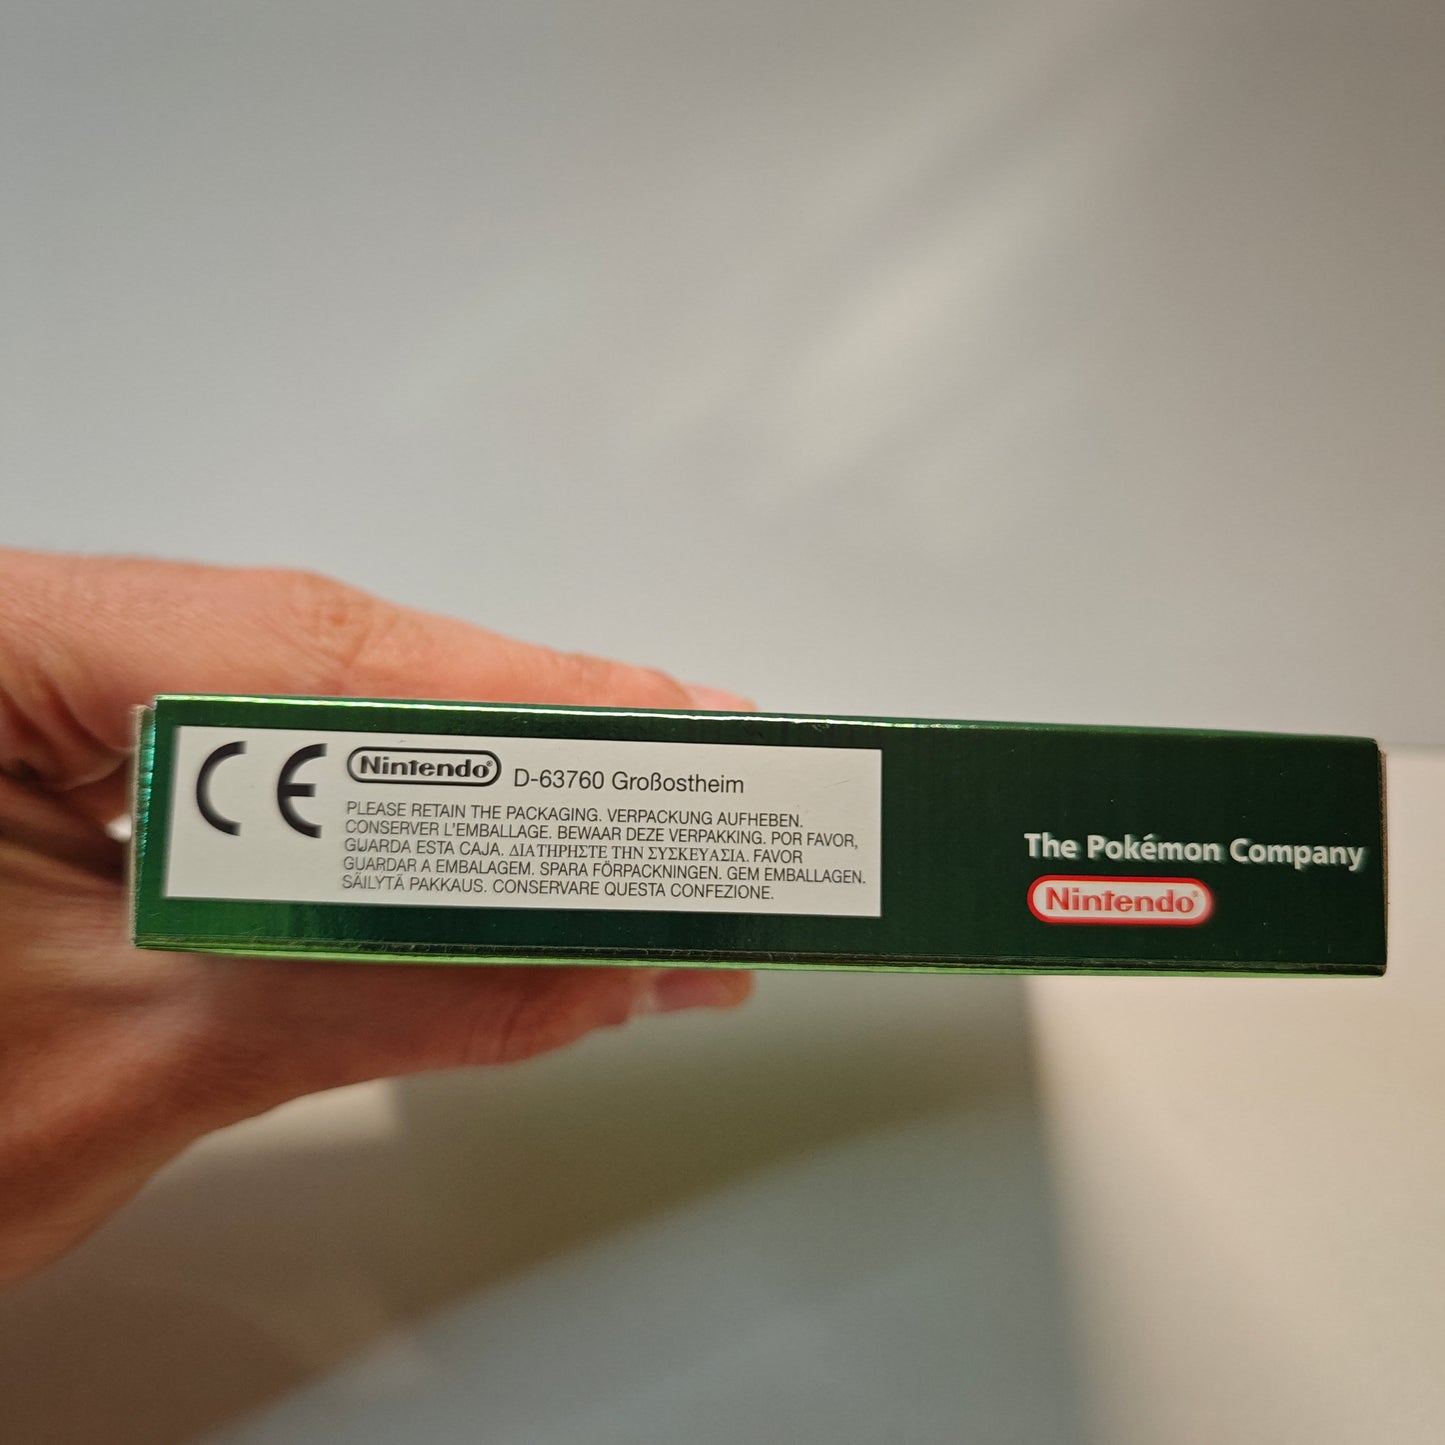 CE
Nintendo® D-63760 Großostheim
PLEASE RETAIN THE PACKAGING. VERPACKUNG AUFHEBEN.
CONSERVER L'EMBALLAGE. BEWAAR DEZE VERPAKKING. POR FAVOR,
GUARDA ESTA CAJA. ΔΙΑΤΗΡΗΣΤΕ ΤΗΝ ΣΥΣΚΕΥΑΣΙΑ. FAVOR
GUARDAR A EMBALAGEM. SPARA FÖRPACKNINGEN. GEM EMBALLAGEN.
SÄILYTÄ PAKKAUS. CONSERVARE QUESTA CONFEZIONE.
The Pokémon Company
Nintendo®